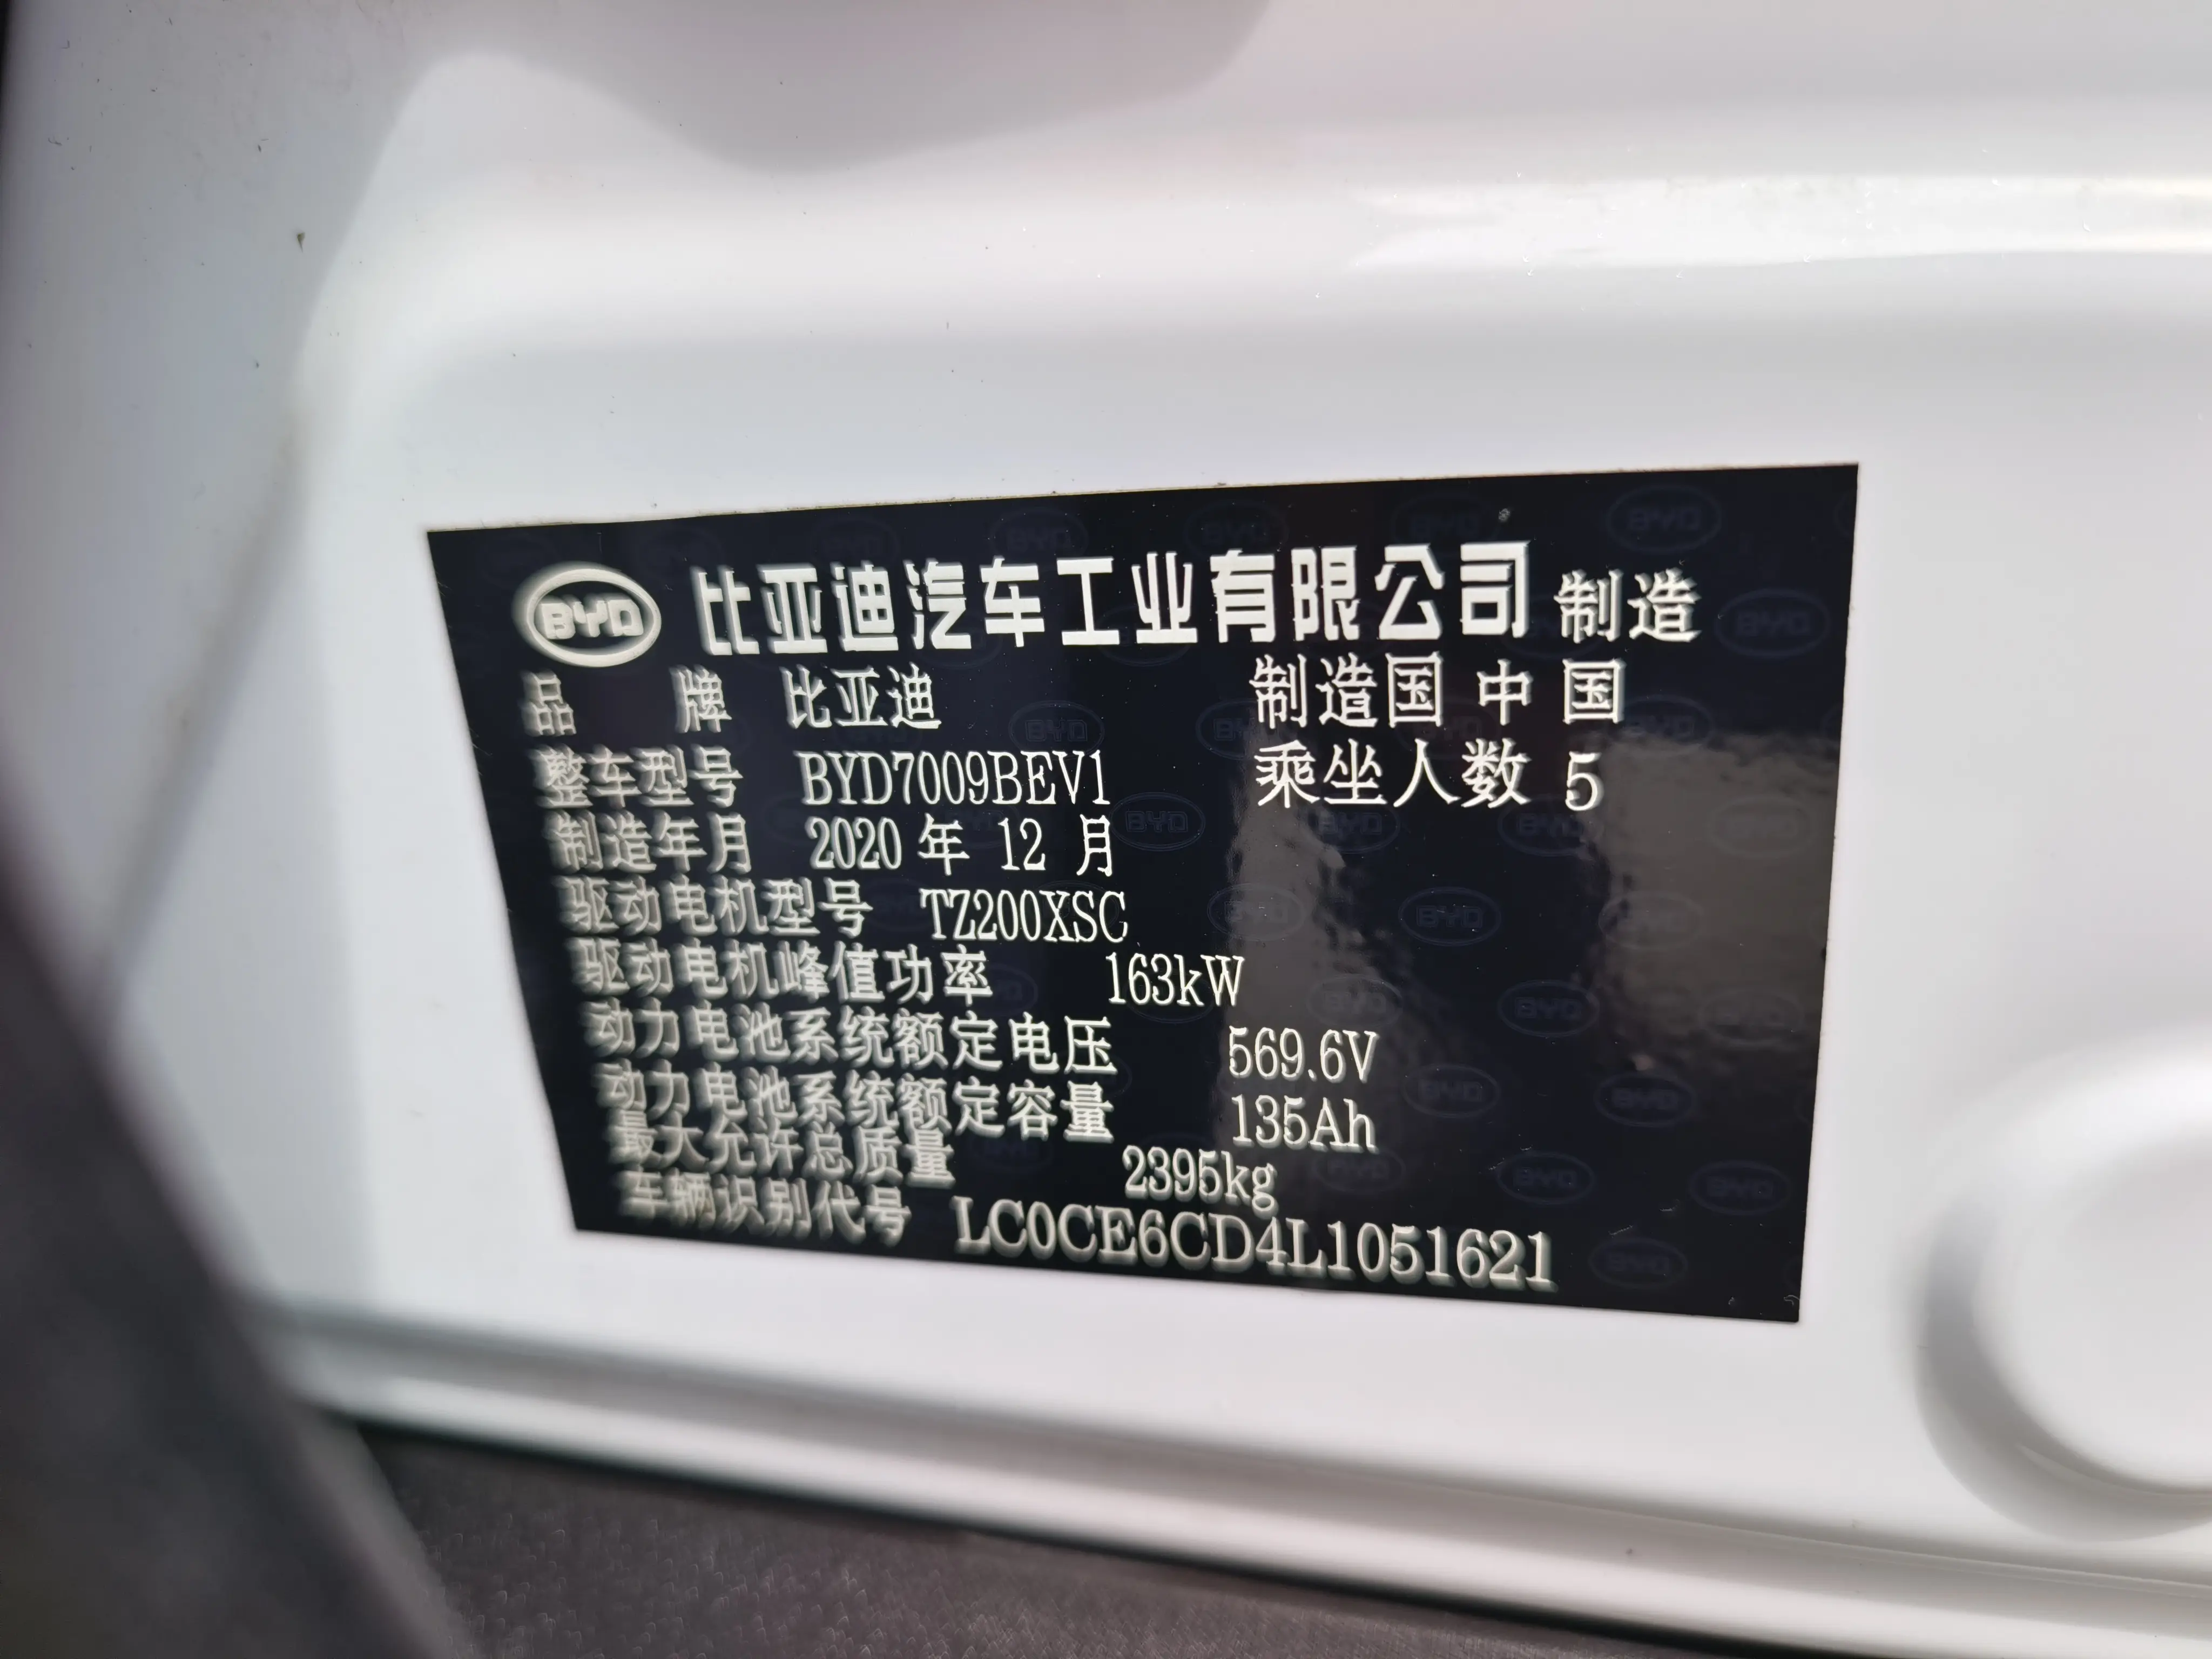 BYD 比亚迪汽车工业有限公司 制造
品 牌 比亚迪 制造国 中国
整车型号 BYD7009BEV1 乘坐人数 5
制造年月 2020 年 12 月
驱动电机型号 TZ200XSC
驱动电机峰值功率 163kW
动力电池系统额定电压 569.6V
动力电池系统额定容量 135Ah
最大允许总质量 2395kg
车辆识别代号 LC0CE6CD4L1051621